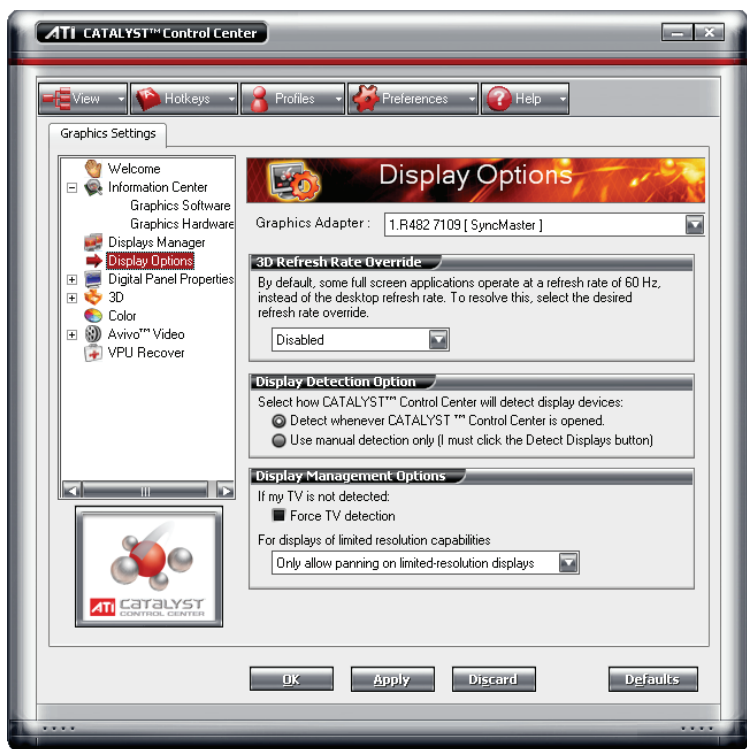 ATI CATALYST™ Control Center
View
Hotkeys
Profiles
Preferences
Help
Graphics Settings
Welcome
Information Center
Graphics Software
Graphics Hardware
Displays Manager
Display Options
Digital Panel Properties
3D
Color
Avivo™ Video
VPU Recover
ATI CATALYST
CONTROL CENTER
Display Options
Graphics Adapter :
1.R482 7109 [ SyncMaster ]
3D Refresh Rate Override
By default, some full screen applications operate at a refresh rate of 60 Hz,
instead of the desktop refresh rate. To resolve this, select the desired
refresh rate override.
Disabled
Display Detection Option
Select how CATALYST™ Control Center will detect display devices:
Detect whenever CATALYST ™ Control Center is opened.
Use manual detection only (I must click the Detect Displays button)
Display Management Options
If my TV is not detected:
Force TV detection
For displays of limited resolution capabilities
Only allow panning on limited-resolution displays
OK
Apply
Discard
Defaults